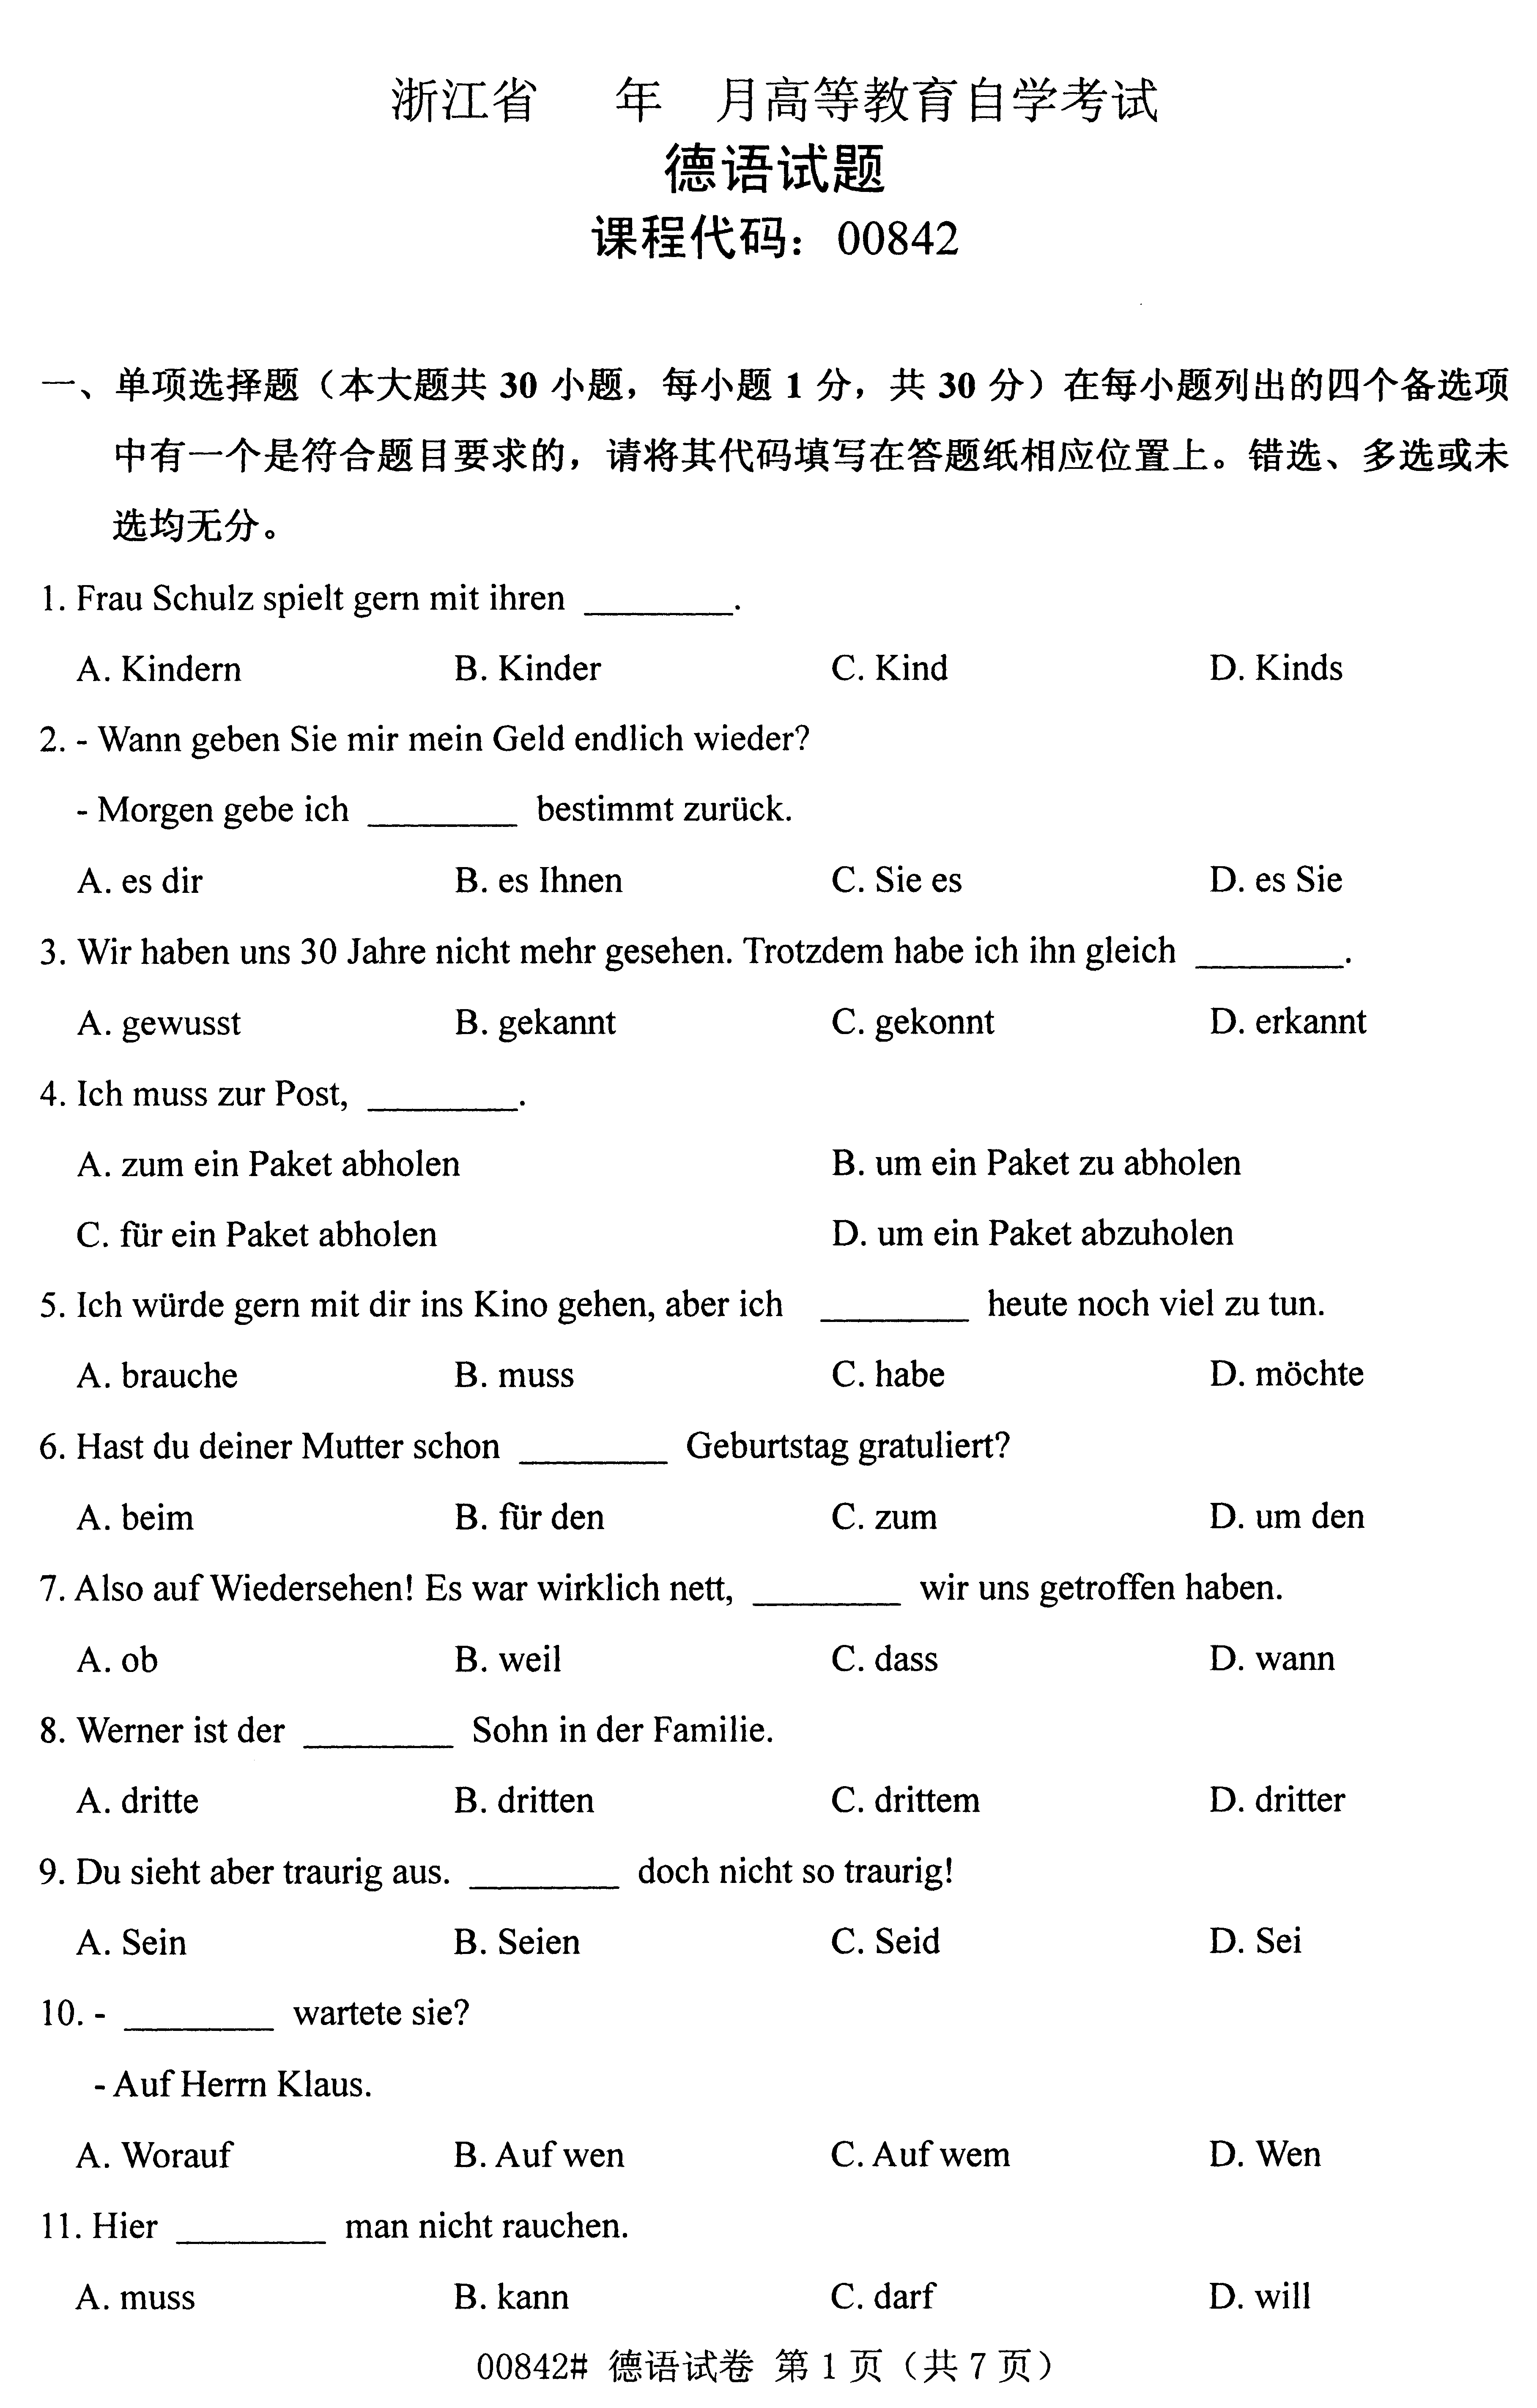 浙江省 年 月高等教育自学考试
德语试题
课程代码：00842
一、单项选择题（本大题共 30 小题，每小题 1 分，共 30 分）在每小题列出的四个备选项
中有一个是符合题目要求的，请将其代码填写在答题纸相应位置上。错选、多选或未
选均无分。
1. Frau Schulz spielt gern mit ihren ________.
A. Kindern B. Kinder C. Kind D. Kinds
2. - Wann geben Sie mir mein Geld endlich wieder?
- Morgen gebe ich ________ bestimmt zurück.
A. es dir B. es Ihnen C. Sie es D. es Sie
3. Wir haben uns 30 Jahre nicht mehr gesehen. Trotzdem habe ich ihn gleich ________.
A. gewusst B. gekannt C. gekonnt D. erkannt
4. Ich muss zur Post, ________.
A. zum ein Paket abholen B. um ein Paket zu abholen
C. für ein Paket abholen D. um ein Paket abzuholen
5. Ich würde gern mit dir ins Kino gehen, aber ich ________ heute noch viel zu tun.
A. brauche B. muss C. habe D. möchte
6. Hast du deiner Mutter schon ________ Geburtstag gratuliert?
A. beim B. für den C. zum D. um den
7. Also auf Wiedersehen! Es war wirklich nett, ________ wir uns getroffen haben.
A. ob B. weil C. dass D. wann
8. Werner ist der ________ Sohn in der Familie.
A. dritte B. dritten C. drittem D. dritter
9. Du sieht aber traurig aus. ________ doch nicht so traurig!
A. Sein B. Seien C. Seid D. Sei
10. - ________ wartete sie?
- Auf Herrn Klaus.
A. Worauf B. Auf wen C. Auf wem D. Wen
11. Hier ________ man nicht rauchen.
A. muss B. kann C. darf D. will
00842# 德语试卷 第 1 页（共 7 页）